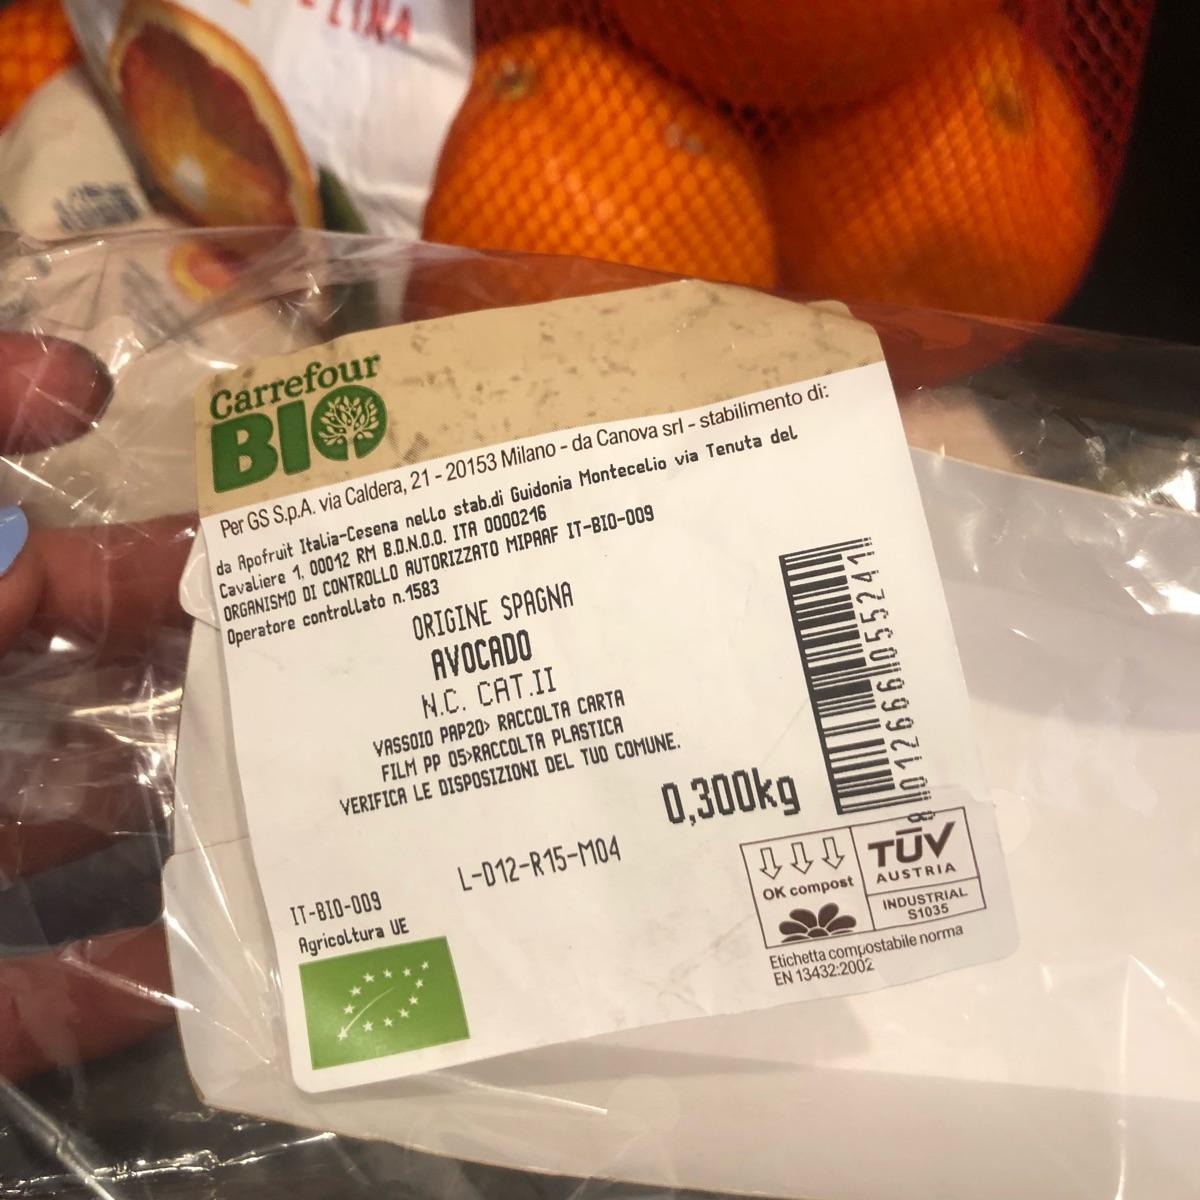 Carrefour
BIO
Per GS S.p.A. via Caldera, 21 - 20153 Milano - da Canova srl - stabilimento di:
da Apofruit Italia-Cesena nello stab.di Guidonia Montecelio via Tenuta del
Cavaliere 1, 00012 RM B.D.N.O.O. ITA 0000216
ORGANISMO DI CONTROLLO AUTORIZZATO MIPAAF IT-BIO-009
Operatore controllato n.1583
ORIGINE SPAGNA
AVOCADO
N.C. CAT.II
VASSOIO PAP20> RACCOLTA CARTA
FILM PP 05>RACCOLTA PLASTICA
VERIFICA LE DISPOSIZIONI DEL TUO COMUNE.
0,300kg
8 012666 055241
L-D12-R15-M04
IT-BIO-009
Agricoltura UE
OK compost
TÜV
AUSTRIA
INDUSTRIAL
S1035
Etichetta compostabile norma
EN 13432:2002